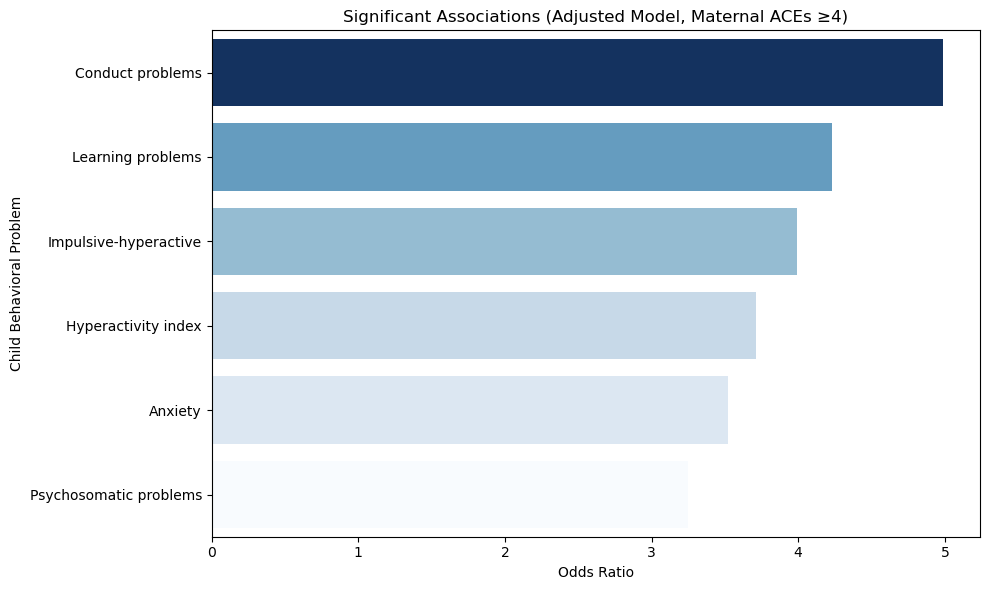 Significant Associations (Adjusted Model, Maternal ACEs ≥4)
Child Behavioral Problem
Conduct problems
Learning problems
Impulsive-hyperactive
Hyperactivity index
Anxiety
Psychosomatic problems
0 1 2 3 4 5
Odds Ratio